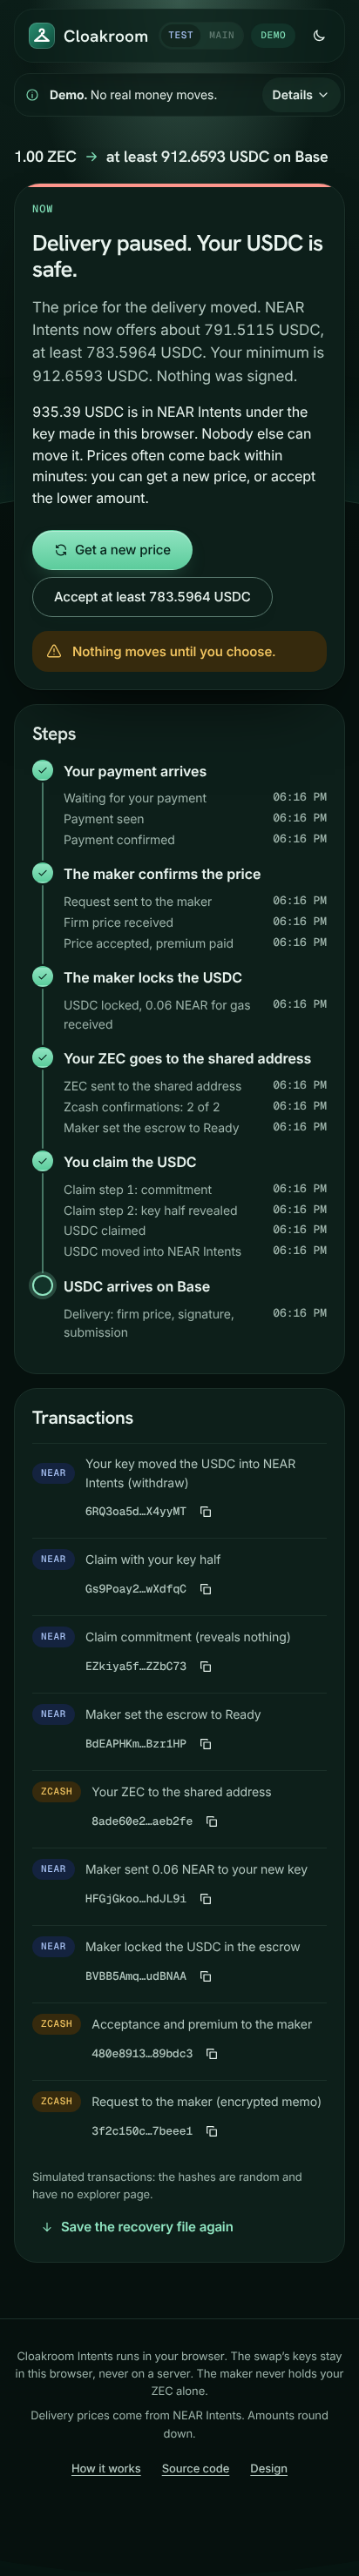 Cloakroom TEST MAIN DEMO
Demo. No real money moves. Details
1.00 ZEC → at least 912.6593 USDC on Base
NOW
Delivery paused. Your USDC is
safe.
The price for the delivery moved. NEAR
Intents now offers about 791.5115 USDC,
at least 783.5964 USDC. Your minimum is
912.6593 USDC. Nothing was signed.
935.39 USDC is in NEAR Intents under the
key made in this browser. Nobody else can
move it. Prices often come back within
minutes: you can get a new price, or accept
the lower amount.
Get a new price
Accept at least 783.5964 USDC
Nothing moves until you choose.
Steps
Your payment arrives
Waiting for your payment 06:16 PM
Payment seen 06:16 PM
Payment confirmed 06:16 PM
The maker confirms the price
Request sent to the maker 06:16 PM
Firm price received 06:16 PM
Price accepted, premium paid 06:16 PM
The maker locks the USDC
USDC locked, 0.06 NEAR for gas 06:16 PM
received
Your ZEC goes to the shared address
ZEC sent to the shared address 06:16 PM
Zcash confirmations: 2 of 2 06:16 PM
Maker set the escrow to Ready 06:16 PM
You claim the USDC
Claim step 1: commitment 06:16 PM
Claim step 2: key half revealed 06:16 PM
USDC claimed 06:16 PM
USDC moved into NEAR Intents 06:16 PM
USDC arrives on Base
Delivery: firm price, signature, 06:16 PM
submission
Transactions
NEAR Your key moved the USDC into NEAR
Intents (withdraw)
6RQ3oa5d…X4yyMT
NEAR Claim with your key half
Gs9Poay2…wXdfqC
NEAR Claim commitment (reveals nothing)
EZkiya5f…ZZbC73
NEAR Maker set the escrow to Ready
BdEAPHKm…Bzr1HP
ZCASH Your ZEC to the shared address
8ade60e2…aeb2fe
NEAR Maker sent 0.06 NEAR to your new key
HFGjGkoo…hdJL9i
NEAR Maker locked the USDC in the escrow
BVBB5Amq…udBNAA
ZCASH Acceptance and premium to the maker
480e8913…89bdc3
ZCASH Request to the maker (encrypted memo)
3f2c150c…7beee1
Simulated transactions: the hashes are random and
have no explorer page.
↓ Save the recovery file again
Cloakroom Intents runs in your browser. The swap's keys stay
in this browser, never on a server. The maker never holds your
ZEC alone.
Delivery prices come from NEAR Intents. Amounts round
down.
How it works Source code Design